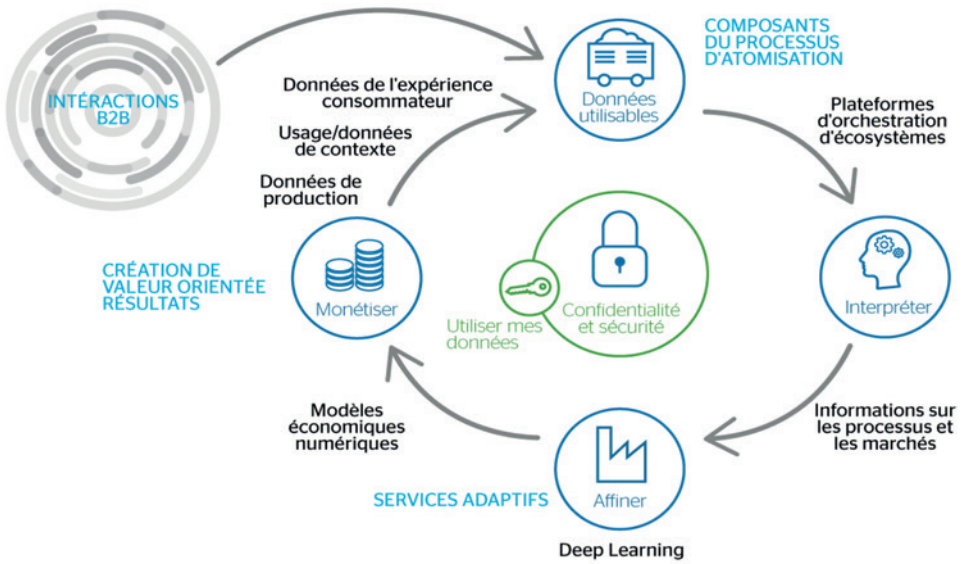 INTÉRACTIONS
B2B
COMPOSANTS
DU PROCESSUS
D'ATOMISATION
Données
utilisables
Données de l'expérience
consommateur
Usage/données
de contexte
Données de
production
Plateformes
d'orchestration
d'écosystèmes
CRÉATION DE
VALEUR ORIENTÉE
RÉSULTATS
Monétiser
Utiliser mes
données
Confidentialité
et sécurité
Interpréter
Modèles
économiques
numériques
Informations sur
les processus et
les marchés
SERVICES ADAPTIFS
Affiner
Deep Learning